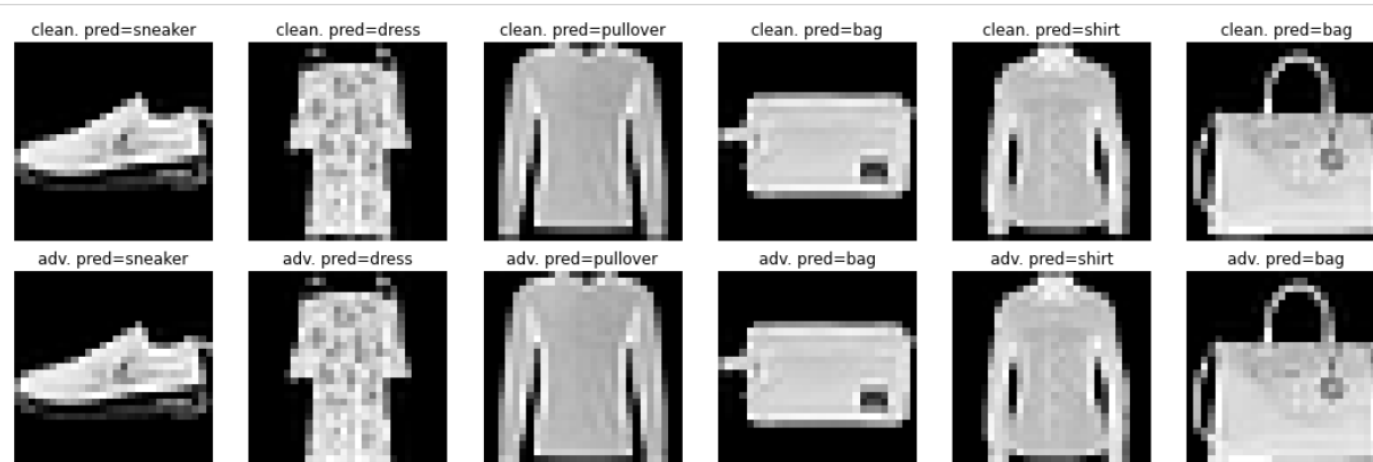 clean. pred=sneaker clean. pred=dress clean. pred=pullover clean. pred=bag clean. pred=shirt clean. pred=bag
adv. pred=sneaker adv. pred=dress adv. pred=pullover adv. pred=bag adv. pred=shirt adv. pred=bag